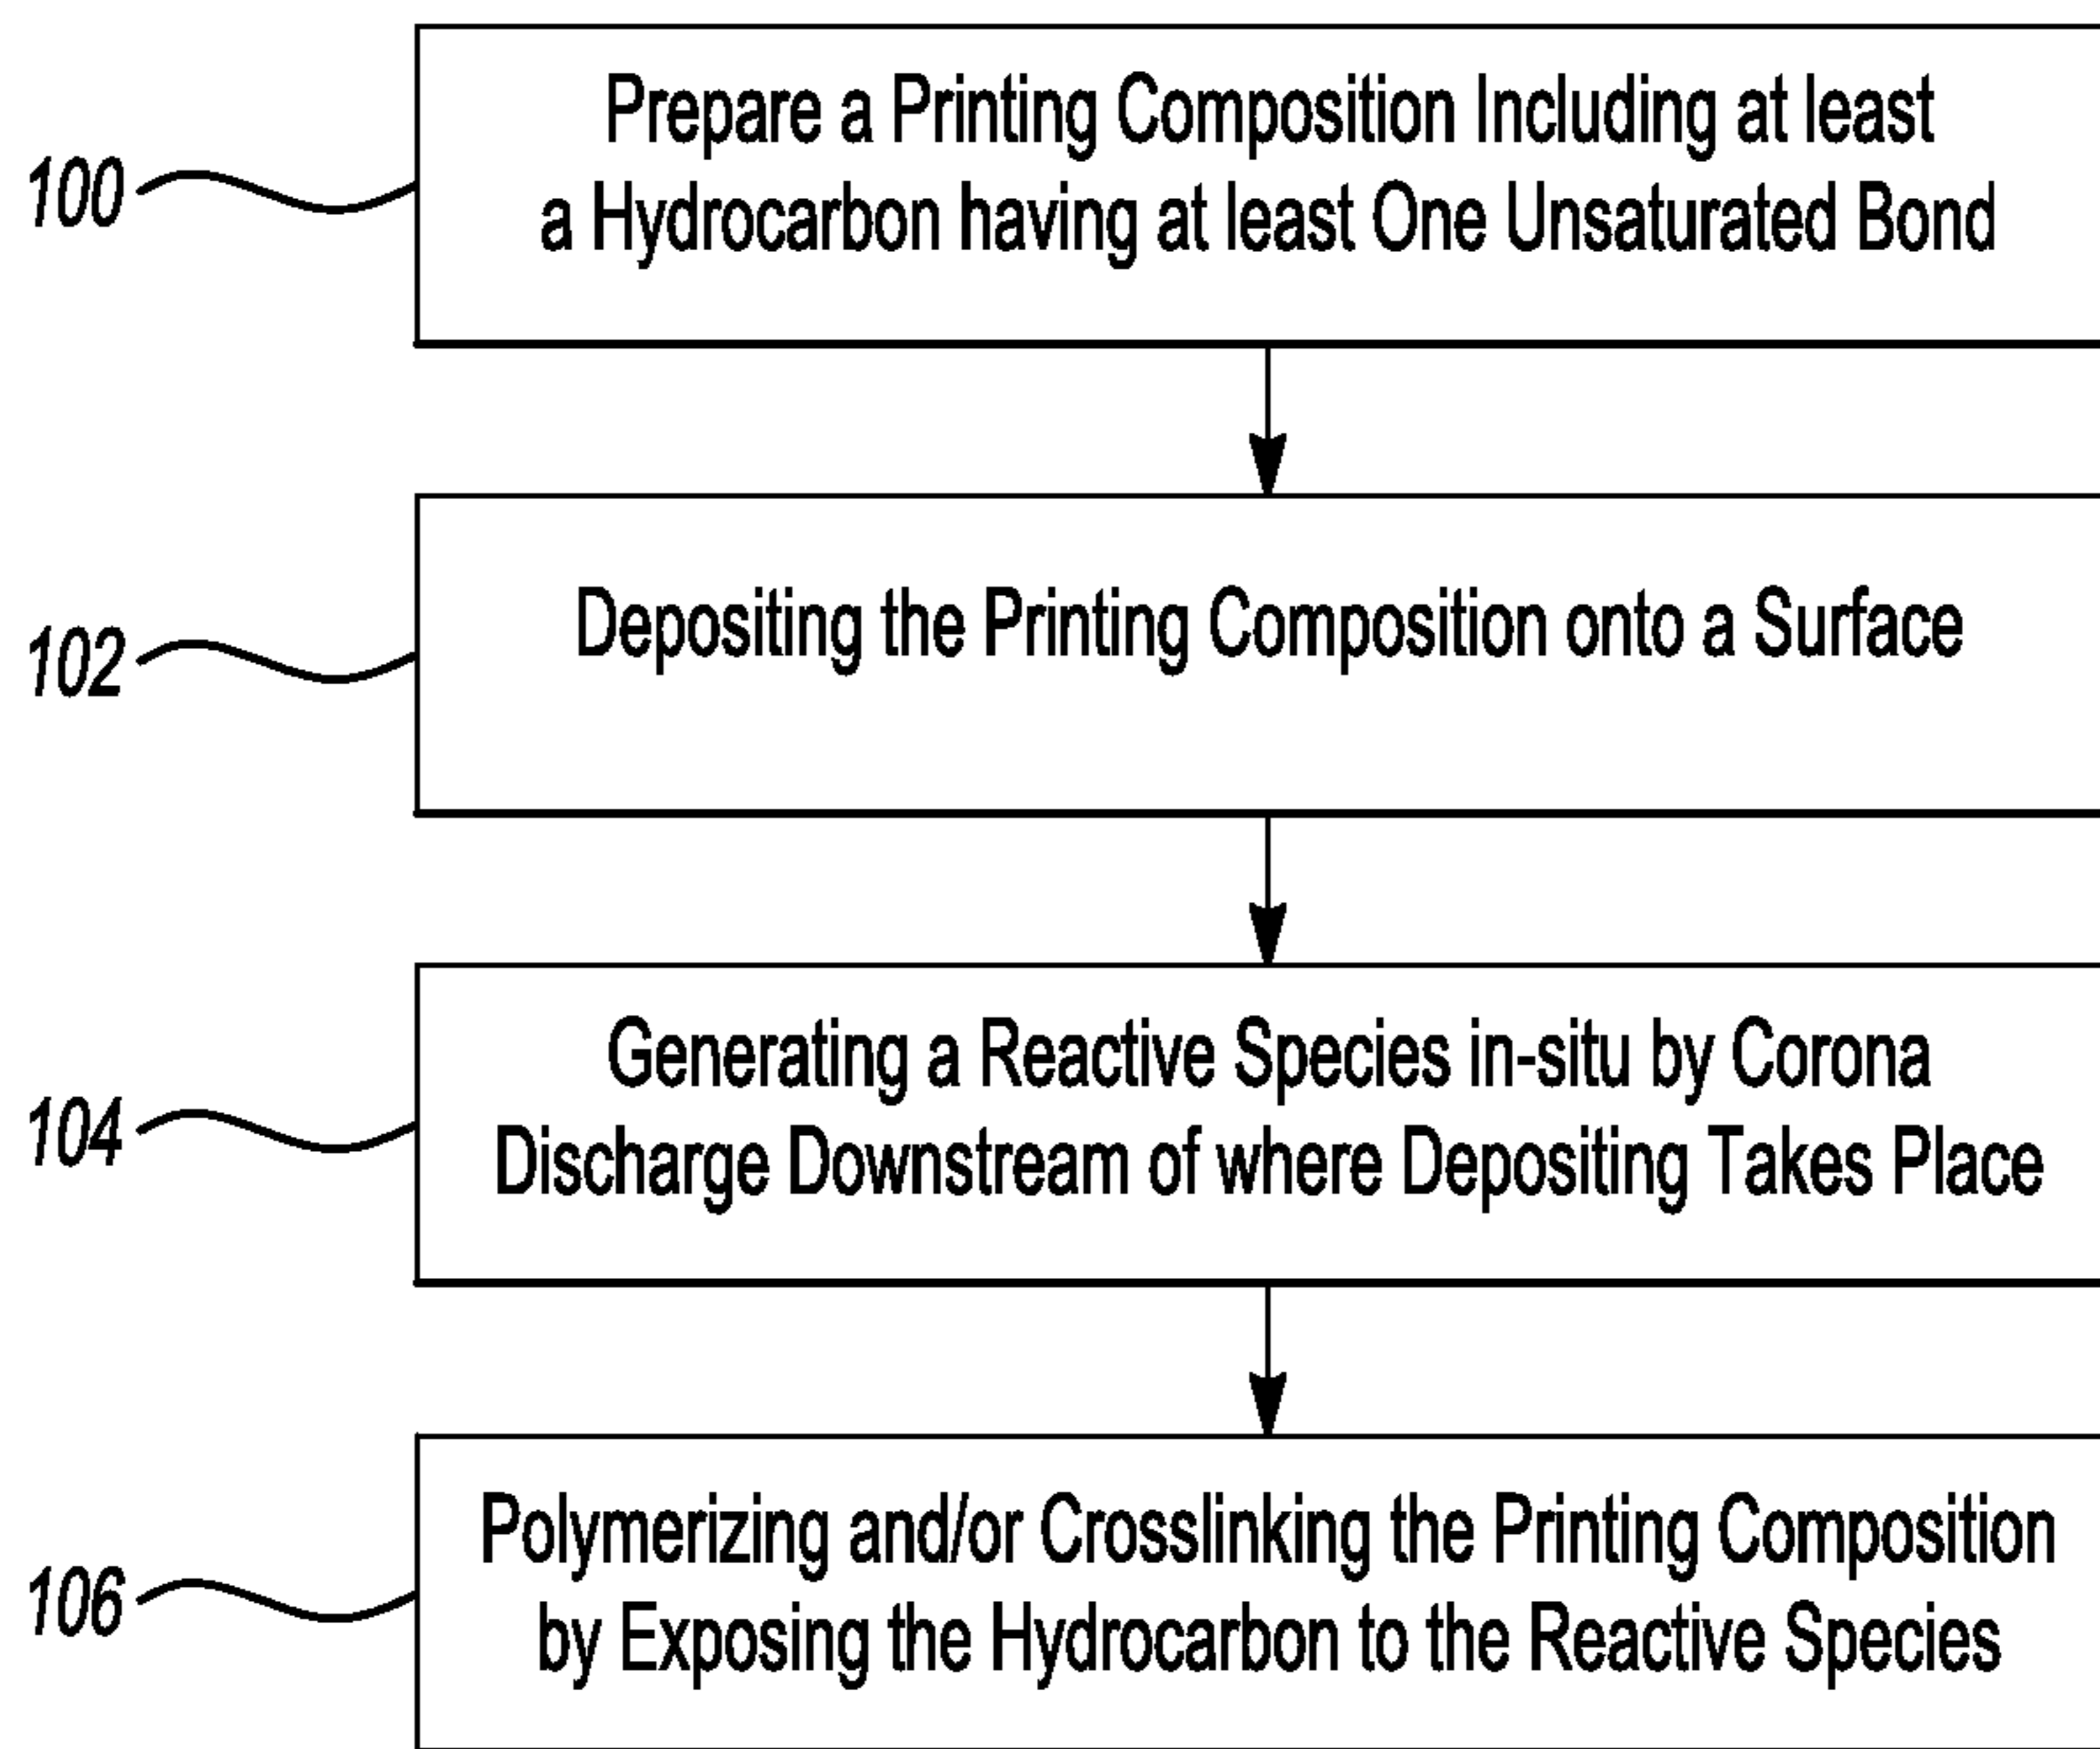 100
Prepare a Printing Composition Including at least
a Hydrocarbon having at least One Unsaturated Bond
102
Depositing the Printing Composition onto a Surface
104
Generating a Reactive Species in-situ by Corona
Discharge Downstream of where Depositing Takes Place
106
Polymerizing and/or Crosslinking the Printing Composition
by Exposing the Hydrocarbon to the Reactive Species